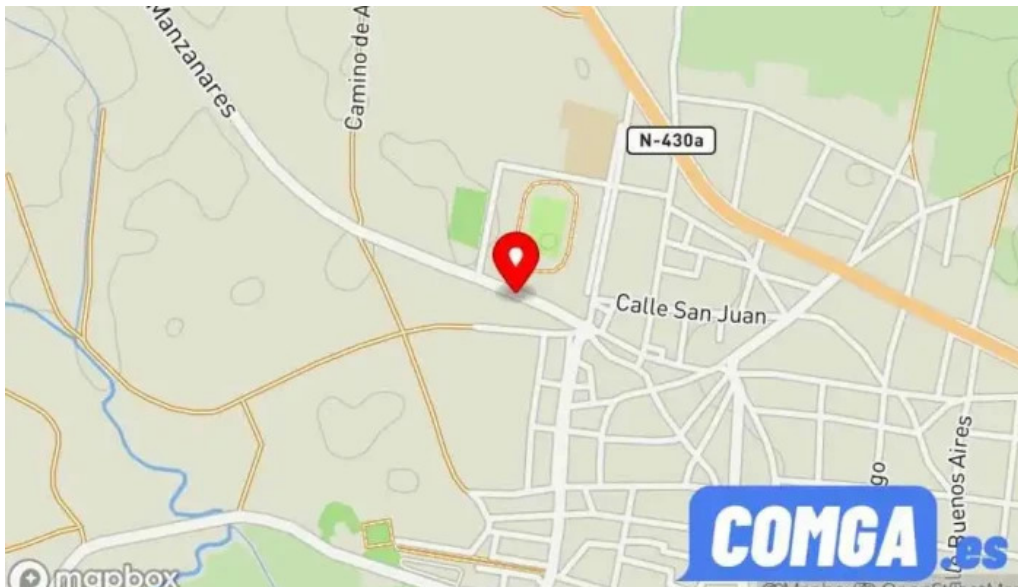 Manzanares
Camino de A
N-430a
Calle San Juan
Buenos Aires
go
COMGA
.es
mapbox